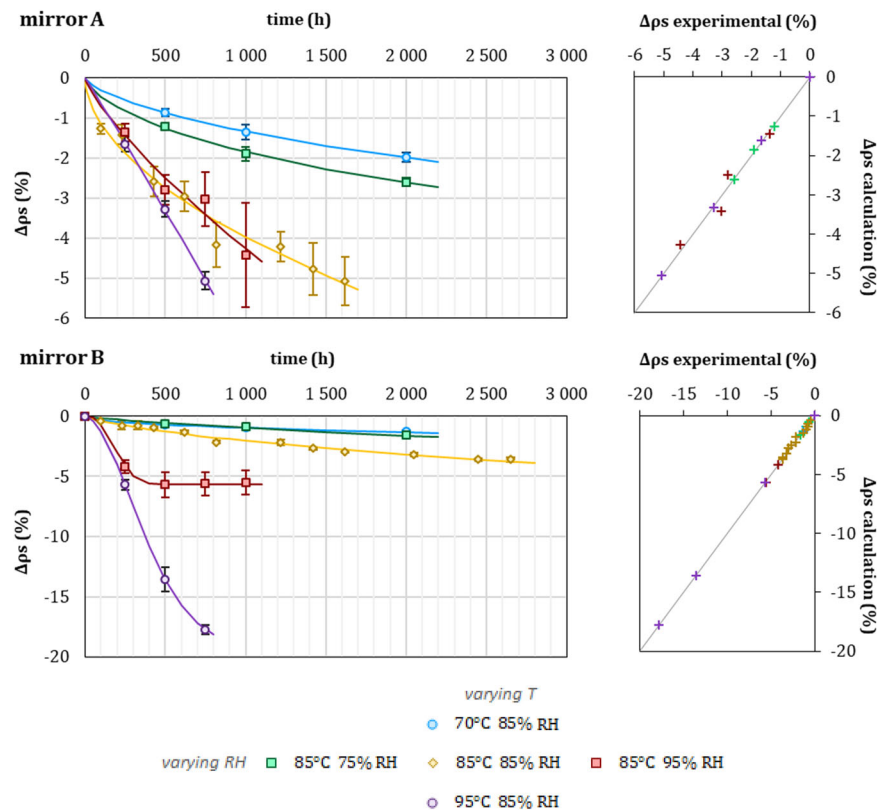 mirror A
time (h)
Δρs experimental (%)
0 500 1 000 1 500 2 000 2 500 3 000
-6 -5 -4 -3 -2 -1 0
0
-1
-2
-3
-4
-5
-6
Δρs (%)
0
-1
-2
-3
-4
-5
-6
Δρs calculation (%)
mirror B
time (h)
Δρs experimental (%)
0 500 1 000 1 500 2 000 2 500 3 000
-20 -15 -10 -5 0
0
-5
-10
-15
-20
Δρs (%)
0
-5
-10
-15
-20
Δρs calculation (%)
varying T
70°C 85% RH
varying RH 85°C 75% RH 85°C 85% RH 85°C 95% RH
95°C 85% RH